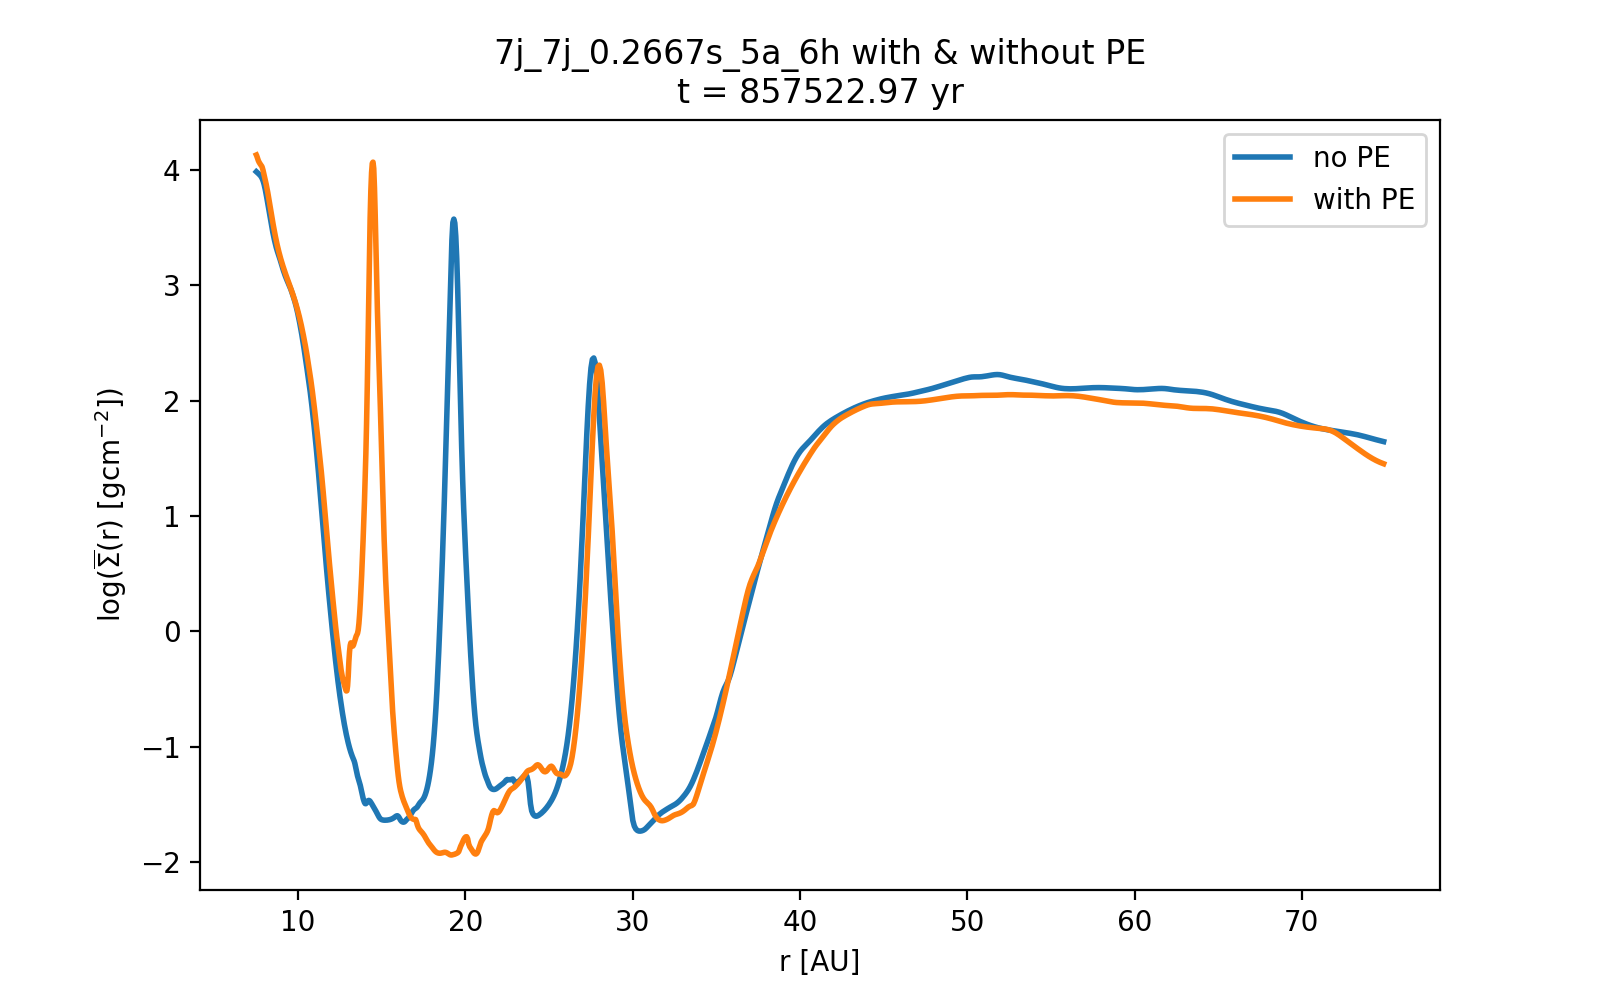 7j_7j_0.2667s_5a_6h with & without PE
t = 857522.97 yr
no PE
with PE
4
3
2
1
0
−1
−2
log(Σ̅(r) [gcm⁻²])
10 20 30 40 50 60 70
r [AU]